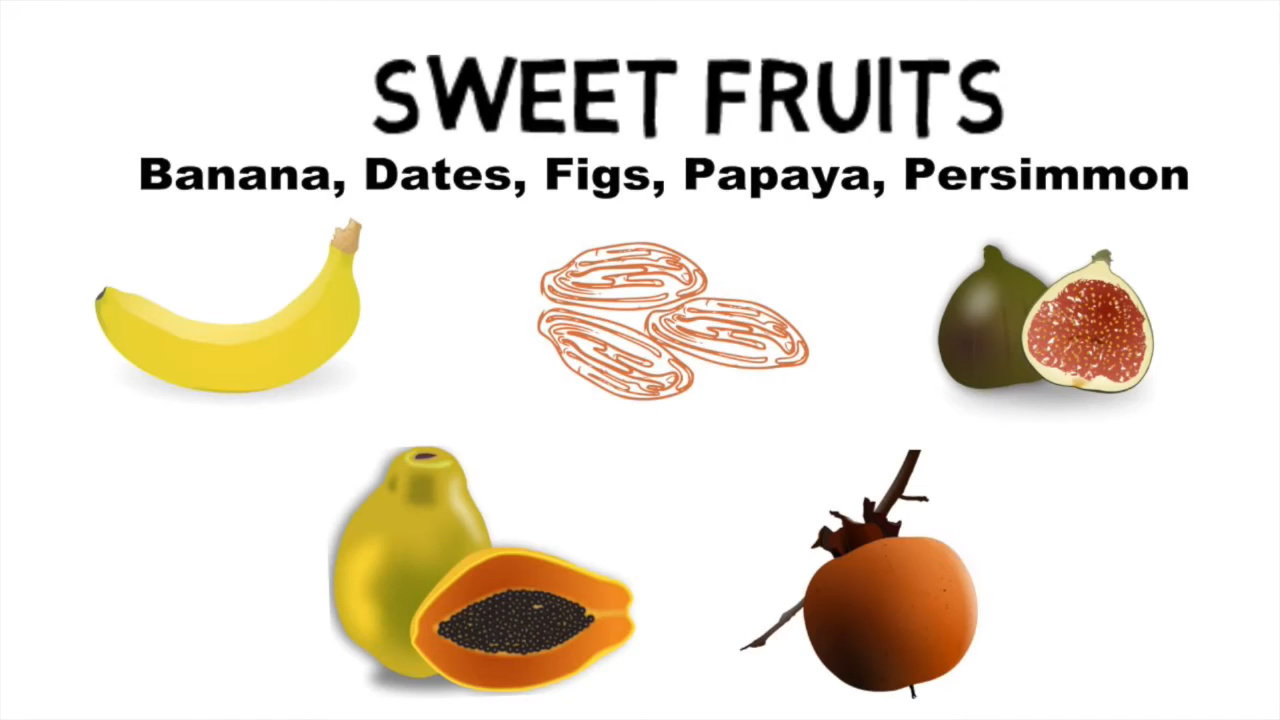 SWEET FRUITS
Banana, Dates, Figs, Papaya, Persimmon